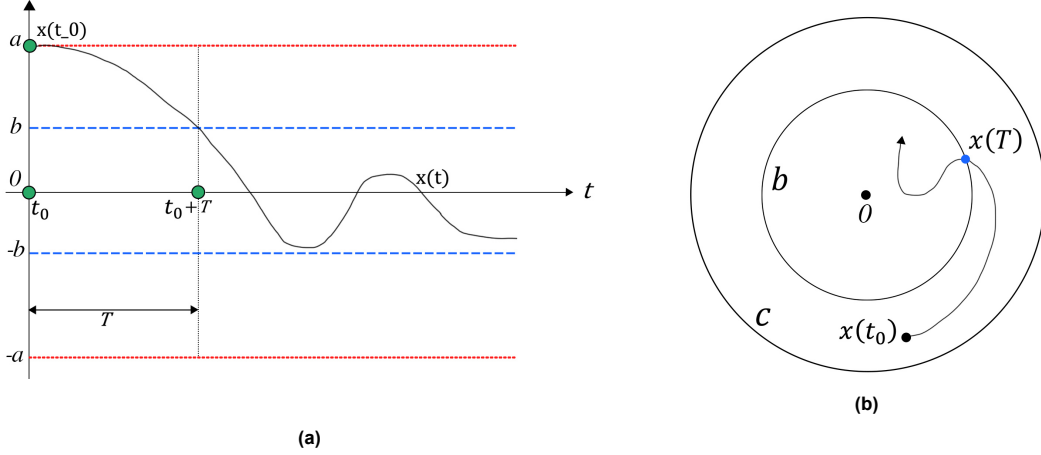 x(t_0)
a
b
0
x(t)
t
t₀
t₀+T
-b
T
-a
(a)
x(T)
b
0
c
x(t₀)
(b)